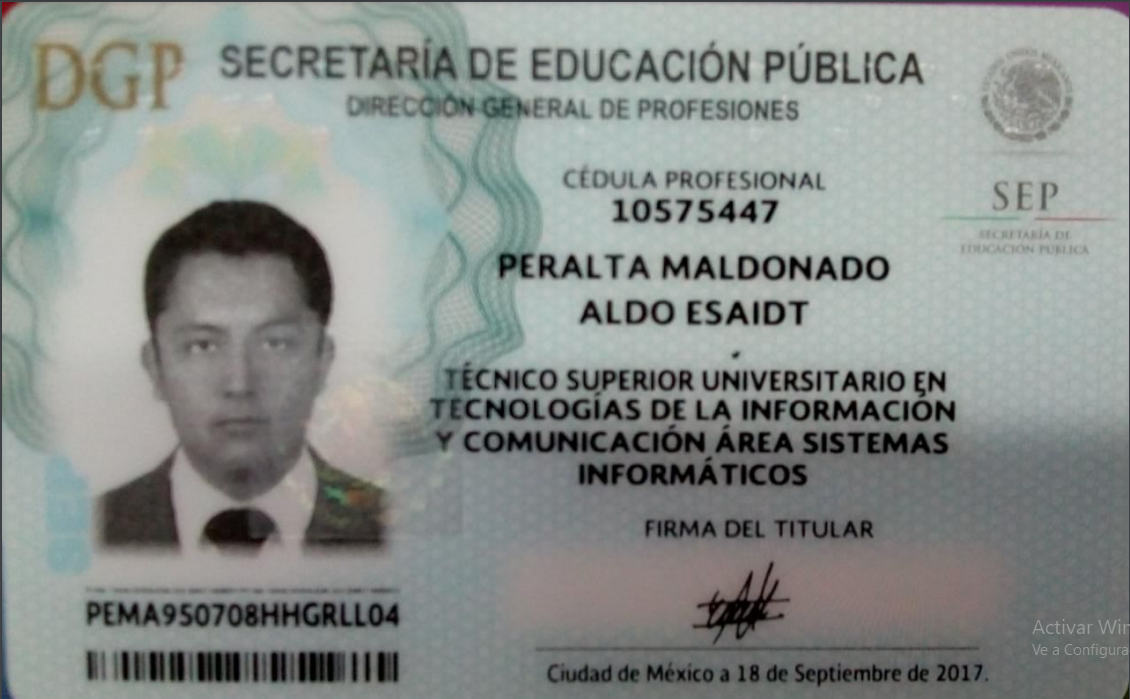 DGP
SECRETARÍA DE EDUCACIÓN PÚBLICA
DIRECCIÓN GENERAL DE PROFESIONES
CÉDULA PROFESIONAL
10575447
SEP
SECRETARÍA DE
EDUCACIÓN PÚBLICA
PERALTA MALDONADO
ALDO ESAIDT
TÉCNICO SUPERIOR UNIVERSITARIO EN
TECNOLOGÍAS DE LA INFORMACIÓN
Y COMUNICACIÓN ÁREA SISTEMAS
INFORMÁTICOS
FIRMA DEL TITULAR
SEP
PEMA950708HHGRLL04
Ciudad de México a 18 de Septiembre de 2017.
Activar Win
Ve a Configura